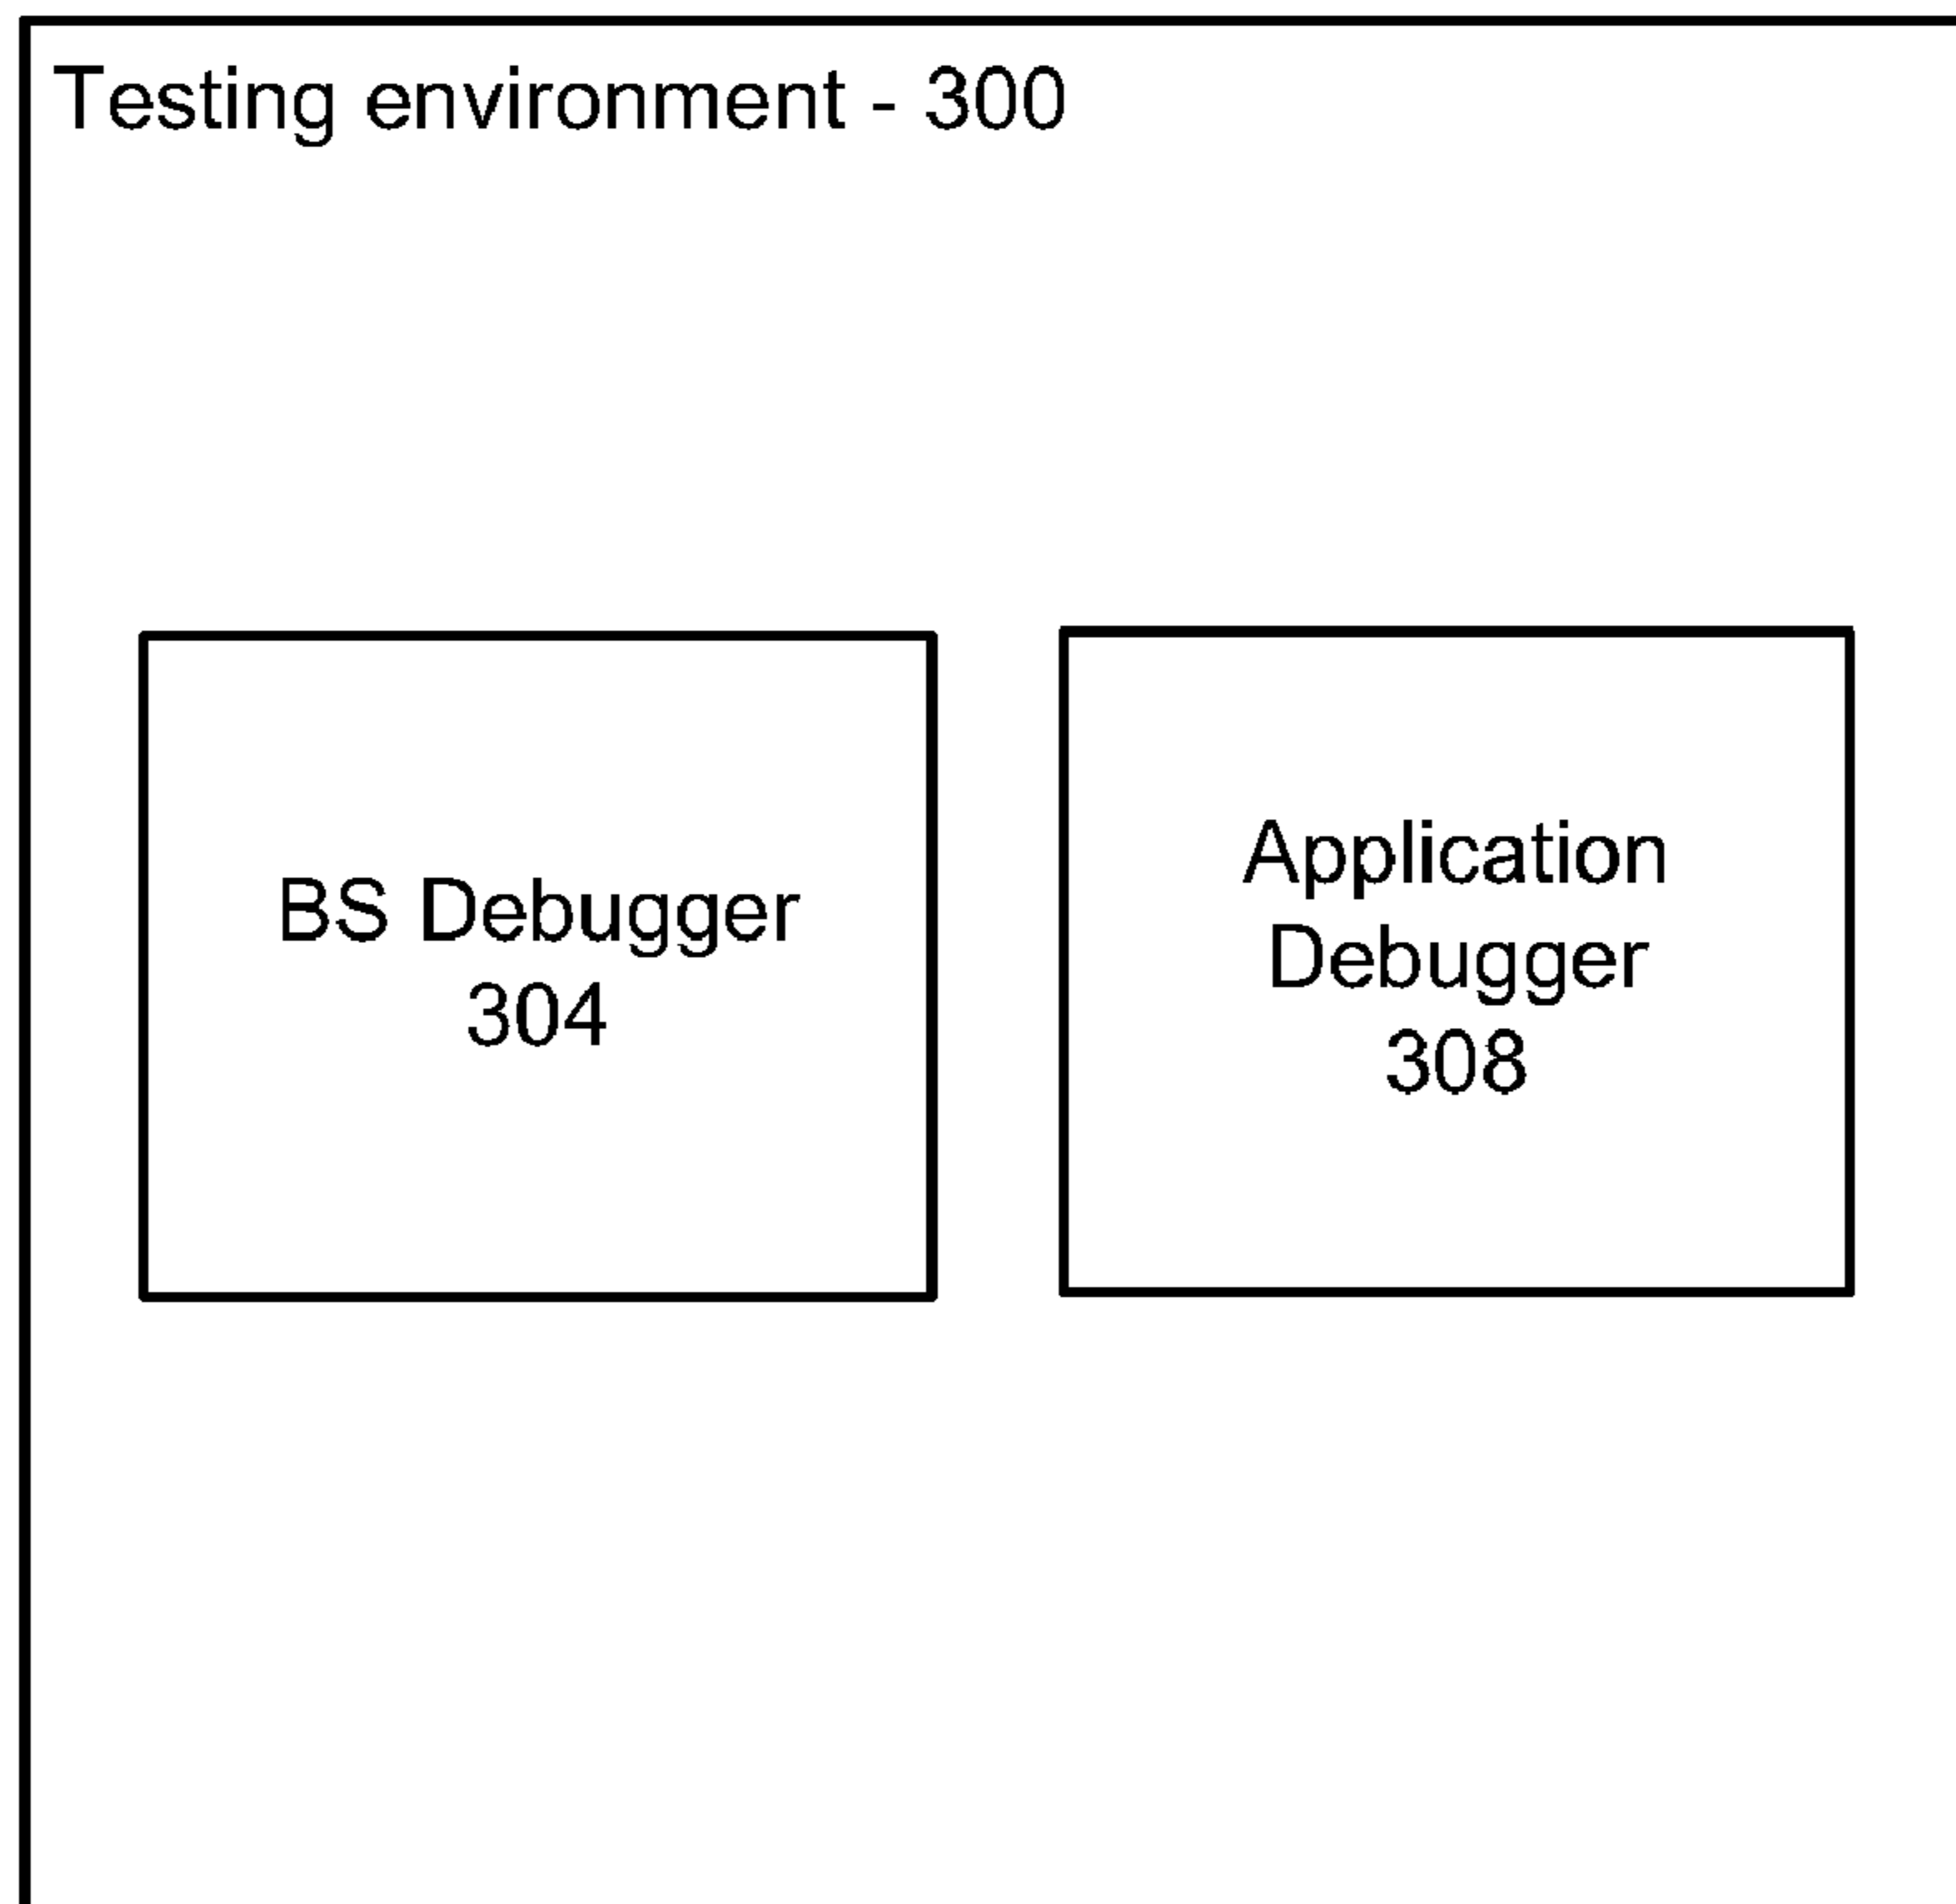 Testing environment - 300
BS Debugger
304
Application
Debugger
308